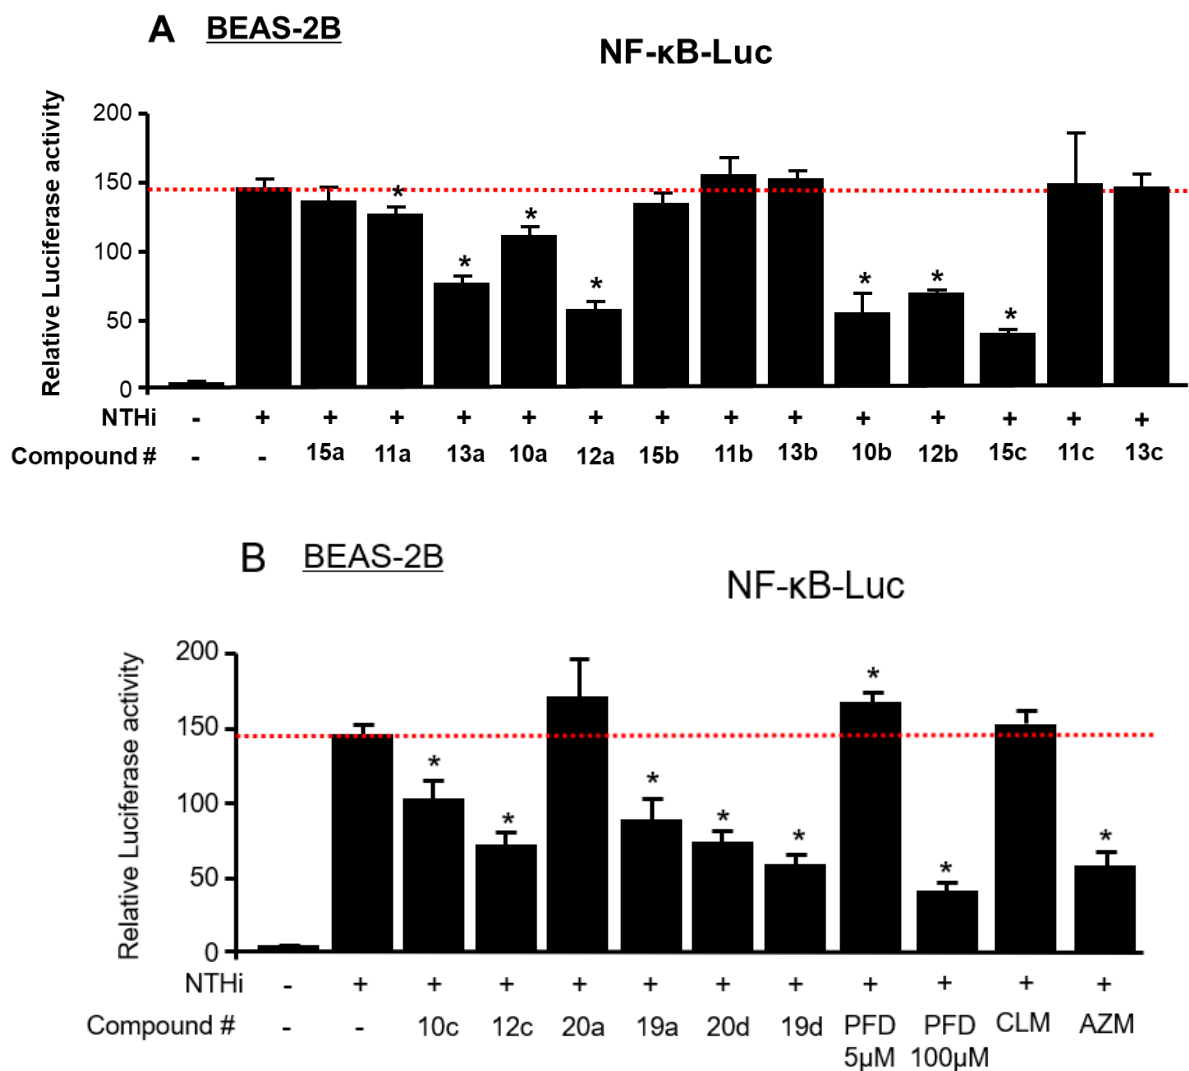 A BEAS-2B
NF-κB-Luc
Relative Luciferase activity
200
150
100
50
0
* * * * * * * *
NTHi - + + + + + + + + + + + + + +
Compound # - - 15a 11a 13a 10a 12a 15b 11b 13b 10b 12b 15c 11c 13c
B BEAS-2B
NF-κB-Luc
Relative Luciferase activity
200
150
100
50
0
* * * * * * * *
NTHi - + + + + + + + + + + +
Compound # - - 10c 12c 20a 19a 20d 19d PFD PFD CLM AZM
5µM 100µM